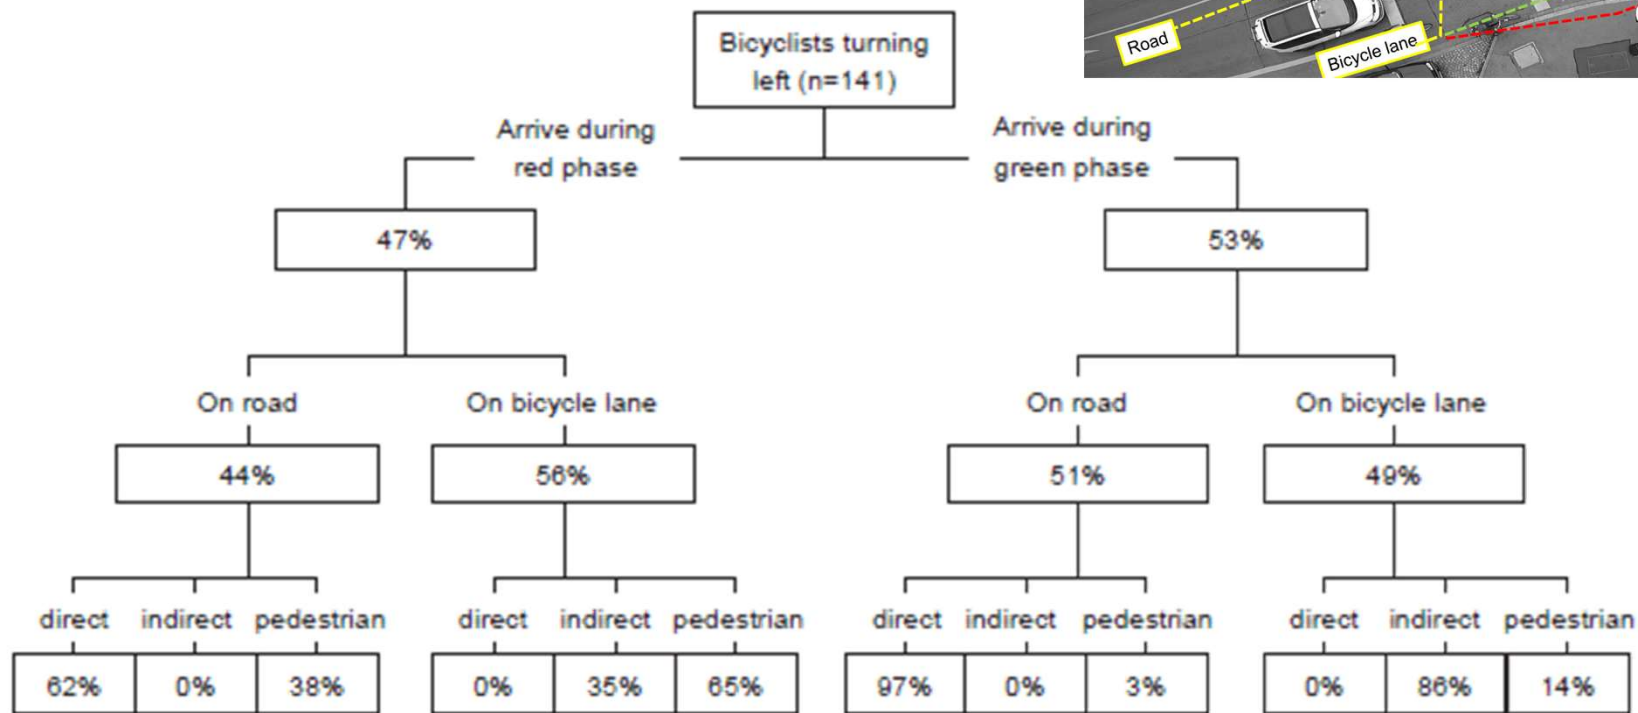 Road
Bicycle lane
Bicyclists turning
left (n=141)
Arrive during
red phase
Arrive during
green phase
47%
53%
On road
On bicycle lane
On road
On bicycle lane
44%
56%
51%
49%
direct indirect pedestrian
direct indirect pedestrian
direct indirect pedestrian
direct indirect pedestrian
62% 0% 38%
0% 35% 65%
97% 0% 3%
0% 86% 14%